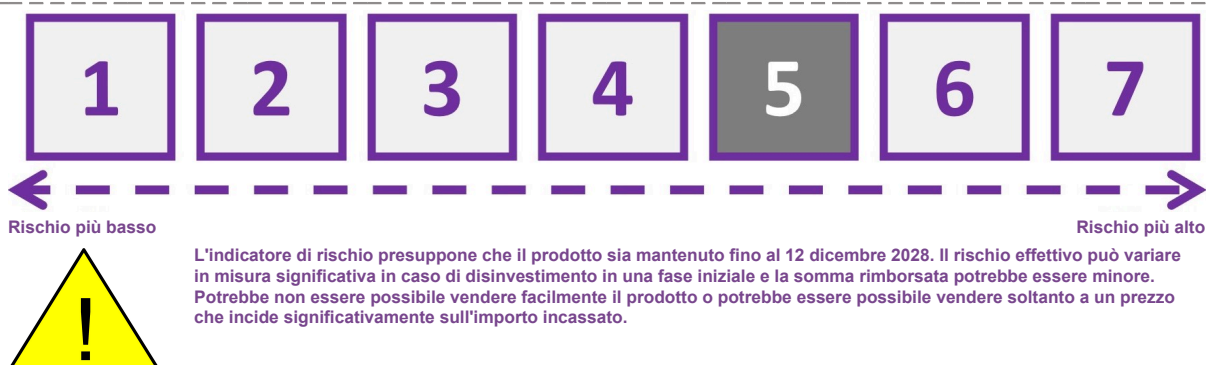 1 2 3 4 5 6 7
Rischio più basso Rischio più alto
L'indicatore di rischio presuppone che il prodotto sia mantenuto fino al 12 dicembre 2028. Il rischio effettivo può variare
in misura significativa in caso di disinvestimento in una fase iniziale e la somma rimborsata potrebbe essere minore.
Potrebbe non essere possibile vendere facilmente il prodotto o potrebbe essere possibile vendere soltanto a un prezzo
che incide significativamente sull'importo incassato.
!